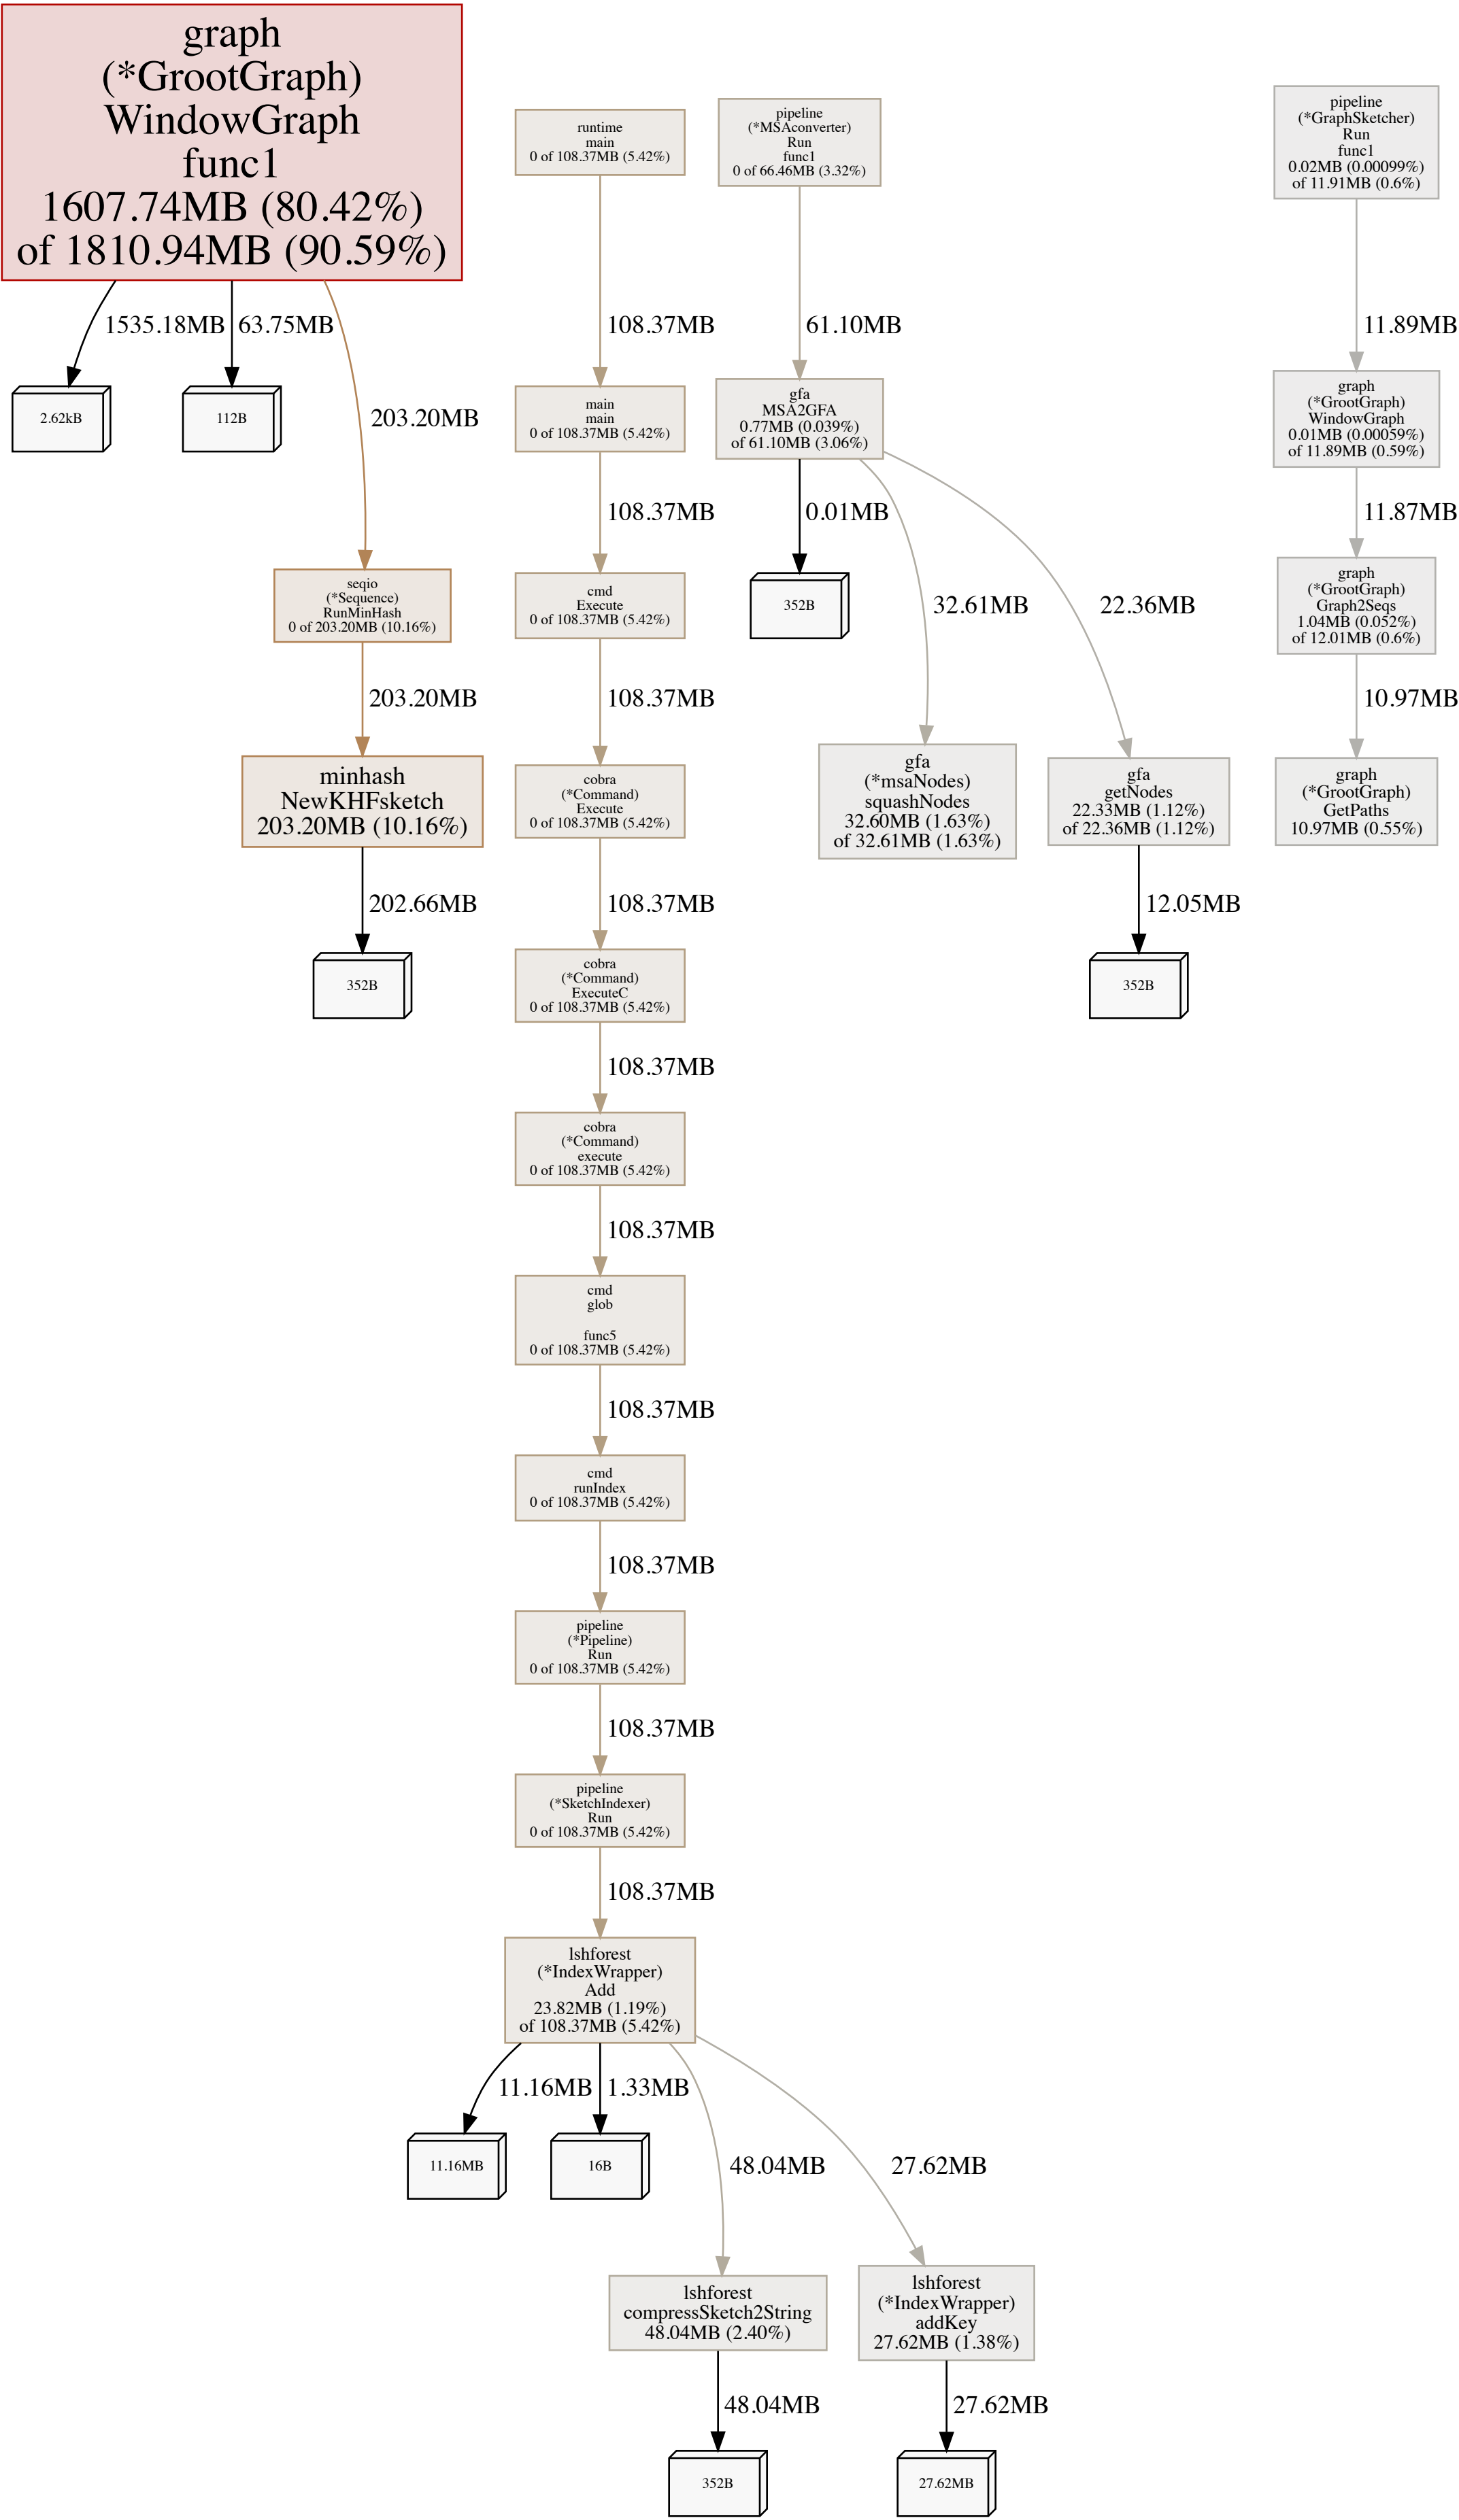 graph
(*GrootGraph)
WindowGraph
func1
1607.74MB (80.42%)
of 1810.94MB (90.59%)
runtime
main
0 of 108.37MB (5.42%)
pipeline
(*MSAconverter)
Run
func1
0 of 66.46MB (3.32%)
pipeline
(*GraphSketcher)
Run
func1
0.02MB (0.00099%)
of 11.91MB (0.6%)
1535.18MB
63.75MB
203.20MB
108.37MB
61.10MB
11.89MB
2.62kB
112B
main
main
0 of 108.37MB (5.42%)
gfa
MSA2GFA
0.77MB (0.039%)
of 61.10MB (3.06%)
graph
(*GrootGraph)
WindowGraph
0.01MB (0.00059%)
of 11.89MB (0.59%)
108.37MB
0.01MB
32.61MB
22.36MB
11.87MB
seqio
(*Sequence)
RunMinHash
0 of 203.20MB (10.16%)
cmd
Execute
0 of 108.37MB (5.42%)
352B
graph
(*GrootGraph)
Graph2Seqs
1.04MB (0.052%)
of 12.01MB (0.6%)
203.20MB
108.37MB
10.97MB
minhash
NewKHFsketch
203.20MB (10.16%)
cobra
(*Command)
Execute
0 of 108.37MB (5.42%)
gfa
(*msaNodes)
squashNodes
32.60MB (1.63%)
of 32.61MB (1.63%)
gfa
getNodes
22.33MB (1.12%)
of 22.36MB (1.12%)
graph
(*GrootGraph)
GetPaths
10.97MB (0.55%)
202.66MB
108.37MB
12.05MB
352B
cobra
(*Command)
ExecuteC
0 of 108.37MB (5.42%)
352B
108.37MB
cobra
(*Command)
execute
0 of 108.37MB (5.42%)
108.37MB
cmd
glob
func5
0 of 108.37MB (5.42%)
108.37MB
cmd
runIndex
0 of 108.37MB (5.42%)
108.37MB
pipeline
(*Pipeline)
Run
0 of 108.37MB (5.42%)
108.37MB
pipeline
(*SketchIndexer)
Run
0 of 108.37MB (5.42%)
108.37MB
lshforest
(*IndexWrapper)
Add
23.82MB (1.19%)
of 108.37MB (5.42%)
11.16MB
1.33MB
48.04MB
27.62MB
11.16MB
16B
lshforest
compressSketch2String
48.04MB (2.40%)
lshforest
(*IndexWrapper)
addKey
27.62MB (1.38%)
48.04MB
27.62MB
352B
27.62MB